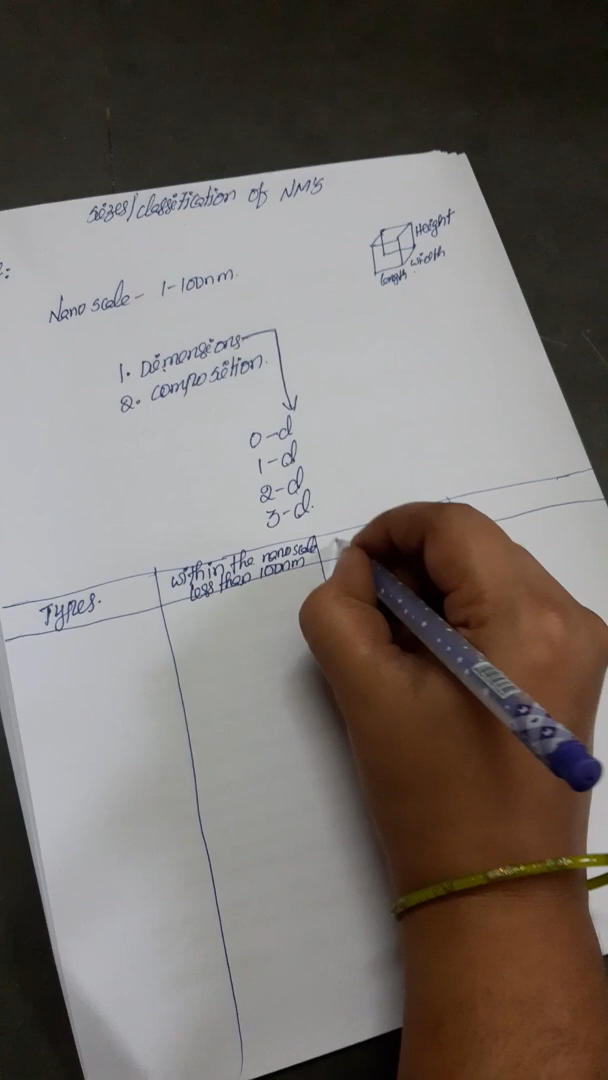 sizes/classification of NM's
Height
width
length
Nano scale - 1-100nm.
1. Dimensions
2. composition.
0-d
1-d
2-d
3-d.
Types.
within the nanoscale
less than 100nm